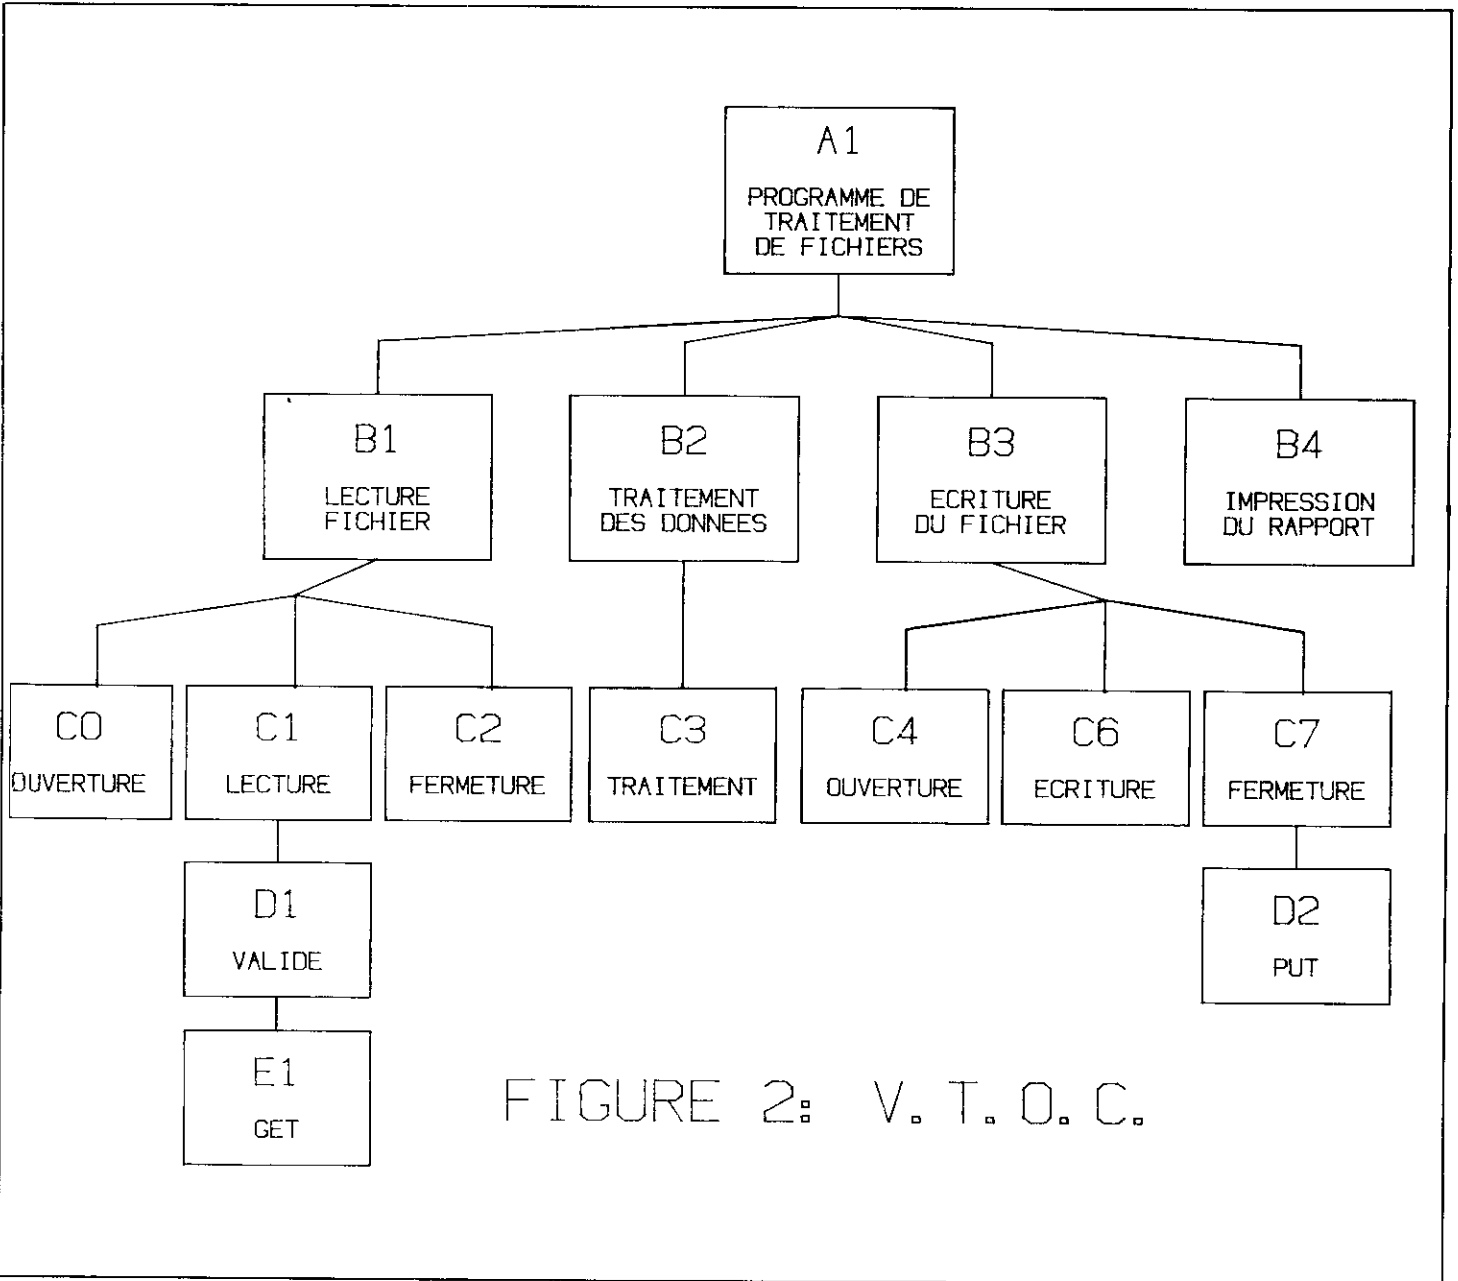 A1
PROGRAMME DE
TRAITEMENT
DE FICHIERS
B1
LECTURE
FICHIER
B2
TRAITEMENT
DES DONNEES
B3
ECRITURE
DU FICHIER
B4
IMPRESSION
DU RAPPORT
C0
OUVERTURE
C1
LECTURE
C2
FERMETURE
C3
TRAITEMENT
C4
OUVERTURE
C6
ECRITURE
C7
FERMETURE
D1
VALIDE
D2
PUT
E1
GET
FIGURE 2: V.T.O.C.